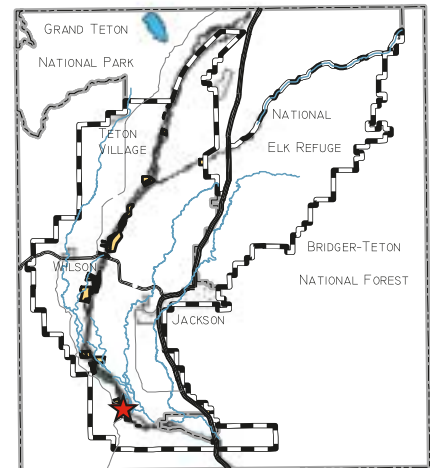 GRAND TETON
NATIONAL PARK
TETON
VILLAGE
NATIONAL
ELK REFUGE
BRIDGER-TETON
NATIONAL FOREST
WILSON
JACKSON